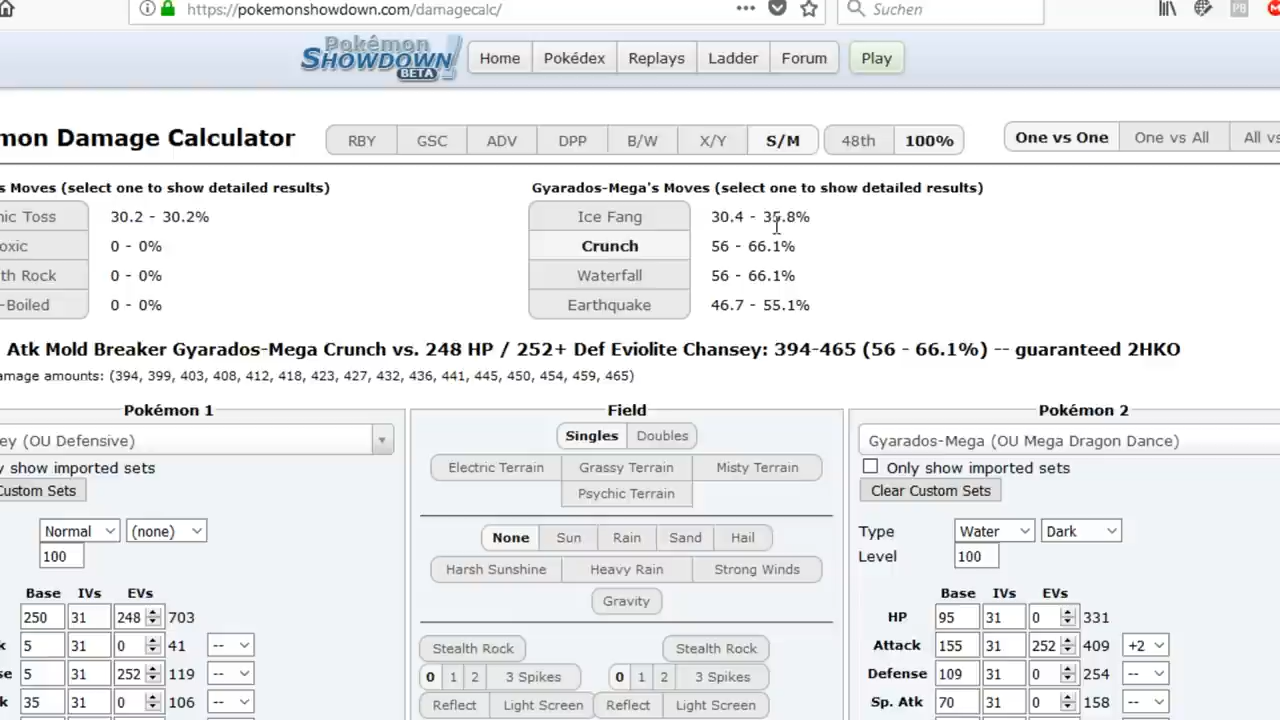 https://pokemonshowdown.com/damagecalc/ ••• Suchen
Pokémon
SHOWDOWN!
BETA
Home Pokédex Replays Ladder Forum Play
mon Damage Calculator RBY GSC ADV DPP B/W X/Y S/M 48th 100% One vs One One vs All All vs
s Moves (select one to show detailed results) Gyarados-Mega's Moves (select one to show detailed results)
nic Toss 30.2 - 30.2% Ice Fang 30.4 - 35.8%
oxic 0 - 0% Crunch 56 - 66.1%
th Rock 0 - 0% Waterfall 56 - 66.1%
-Boiled 0 - 0% Earthquake 46.7 - 55.1%
Atk Mold Breaker Gyarados-Mega Crunch vs. 248 HP / 252+ Def Eviolite Chansey: 394-465 (56 - 66.1%) -- guaranteed 2HKO
amage amounts: (394, 399, 403, 408, 412, 418, 423, 427, 432, 436, 441, 445, 450, 454, 459, 465)
Pokémon 1 Field Pokémon 2
ey (OU Defensive) Singles Doubles Gyarados-Mega (OU Mega Dragon Dance)
y show imported sets Electric Terrain Grassy Terrain Misty Terrain Only show imported sets
Custom Sets Psychic Terrain Clear Custom Sets
Normal (none) None Sun Rain Sand Hail Type Water Dark
100 Harsh Sunshine Heavy Rain Strong Winds Level 100
Base IVs EVs Gravity Base IVs EVs
250 31 248 703 HP 95 31 0 331
k 5 31 0 41 -- Stealth Rock Stealth Rock Attack 155 31 252 409 +2
se 5 31 252 119 -- 0 1 2 3 Spikes 0 1 2 3 Spikes Defense 109 31 0 254 --
k 35 31 0 106 -- Reflect Light Screen Reflect Light Screen Sp. Atk 70 31 0 158 --